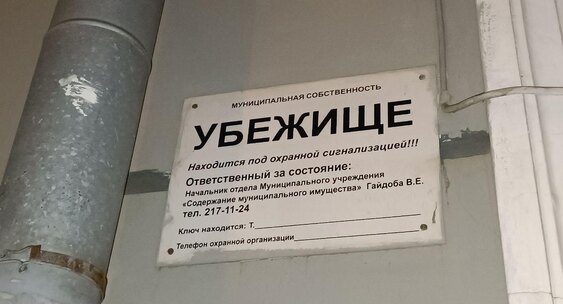 МУНИЦИПАЛЬНАЯ СОБСТВЕННОСТЬ
УБЕЖИЩЕ
Находится под охранной сигнализацией!!!
Ответственный за состояние:
Начальник отдела Муниципального учреждения
«Содержание муниципального имущества» Гайдоба В.Е.
тел. 217-11-24
Ключ находится: Т.
Телефон охранной организации